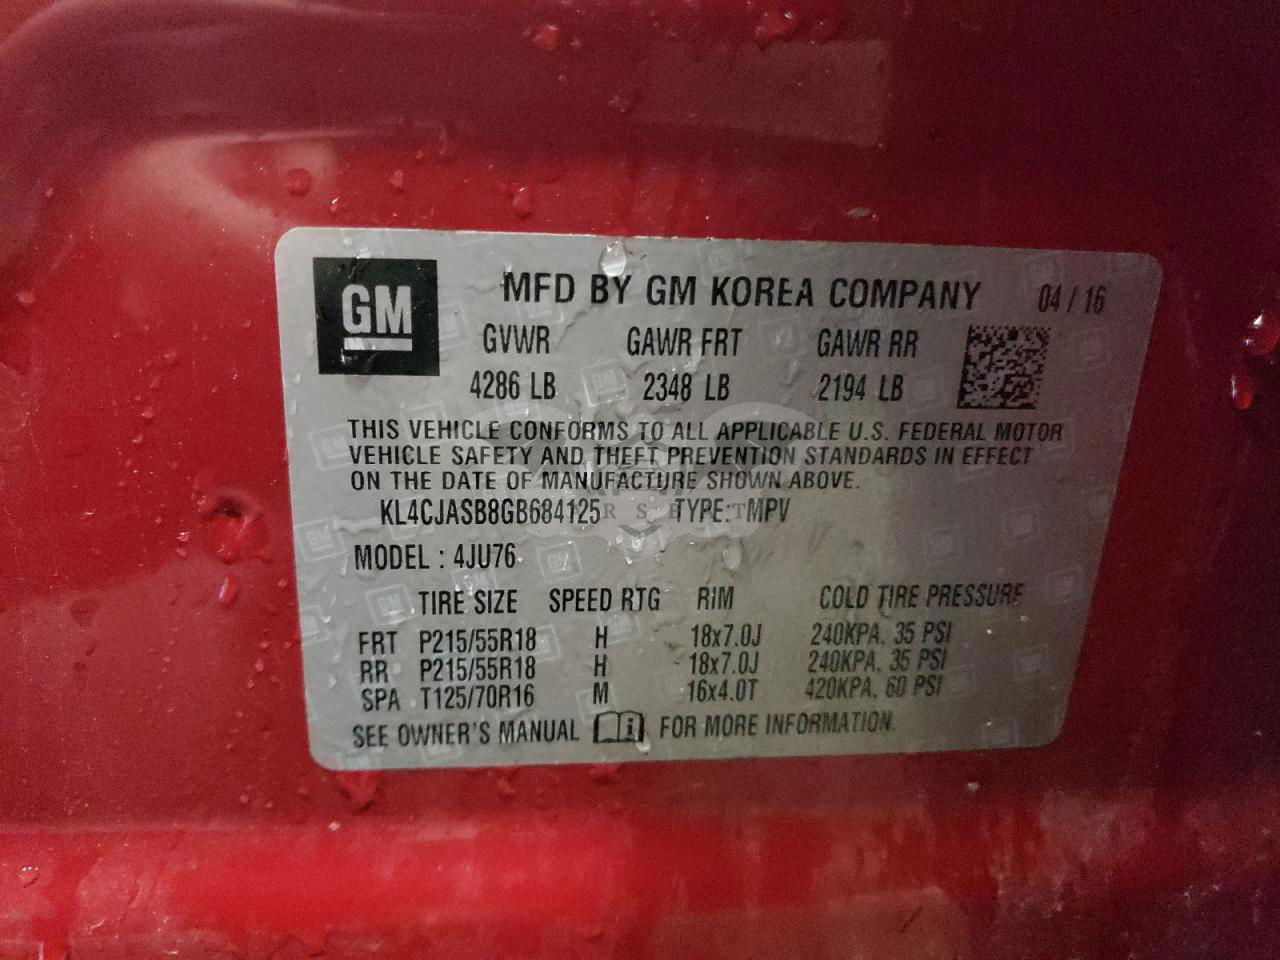 GM
MFD BY GM KOREA COMPANY 04 / 16
GVWR GAWR FRT GAWR RR
4286 LB 2348 LB 2194 LB
THIS VEHICLE CONFORMS TO ALL APPLICABLE U.S. FEDERAL MOTOR
VEHICLE SAFETY AND THEFT PREVENTION STANDARDS IN EFFECT
ON THE DATE OF MANUFACTURE SHOWN ABOVE.
KL4CJASB8GB684125 TYPE: MPV
MODEL : 4JU76
TIRE SIZE SPEED RTG RIM COLD TIRE PRESSURE
FRT P215/55R18 H 18x7.0J 240KPA, 35 PSI
RR P215/55R18 H 18x7.0J 240KPA, 35 PSI
SPA T125/70R16 M 16x4.0T 420KPA, 60 PSI
SEE OWNER'S MANUAL FOR MORE INFORMATION